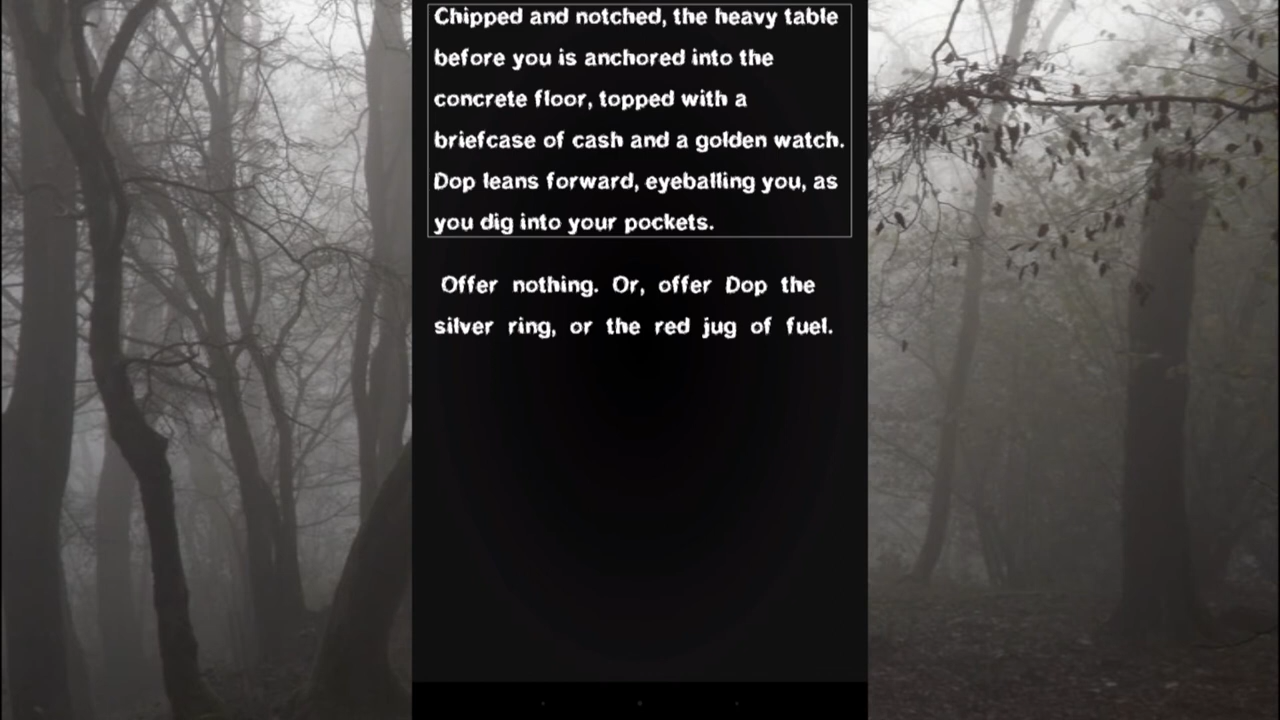 Chipped and notched, the heavy table
before you is anchored into the
concrete floor, topped with a
briefcase of cash and a golden watch.
Dop leans forward, eyeballing you, as
you dig into your pockets.
Offer nothing. Or, offer Dop the
silver ring, or the red jug of fuel.